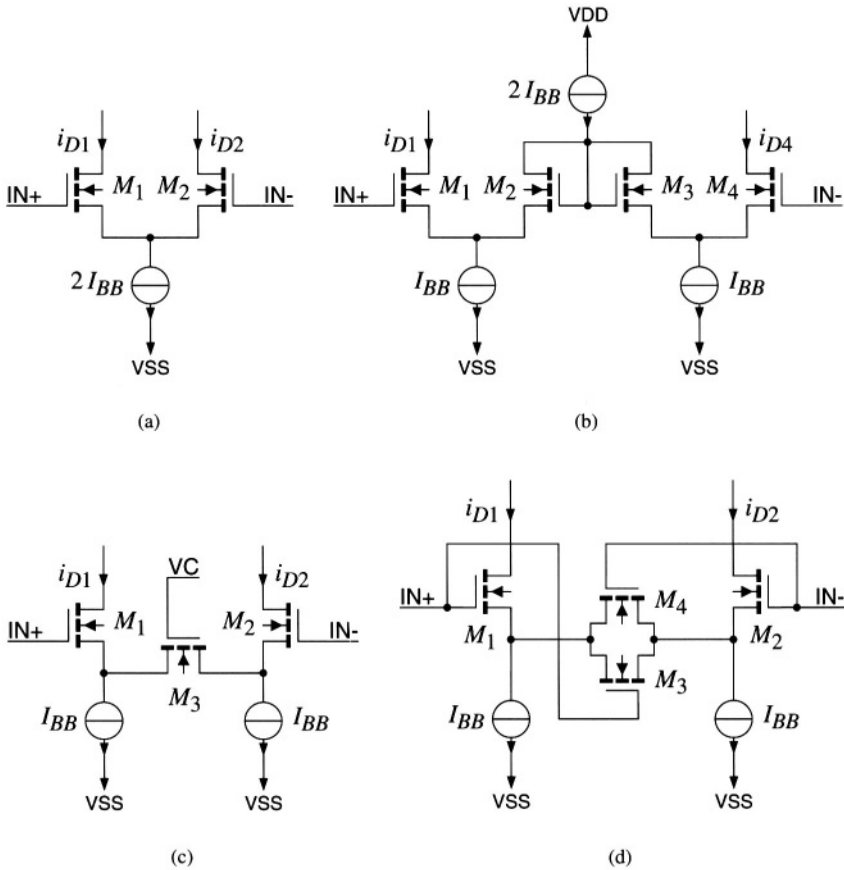 VDD
2 I_BB
i_D1 i_D2 i_D1 i_D4
IN+ M_1 M_2 IN- IN+ M_1 M_2 M_3 M_4 IN-
2 I_BB I_BB I_BB
VSS VSS VSS
(a) (b)
i_D1 i_D2
i_D1 VC i_D2
IN+ M_4 IN-
IN+ M_1 M_2 IN- M_1 M_2
M_3 M_3
I_BB I_BB I_BB I_BB
VSS VSS VSS VSS
(c) (d)